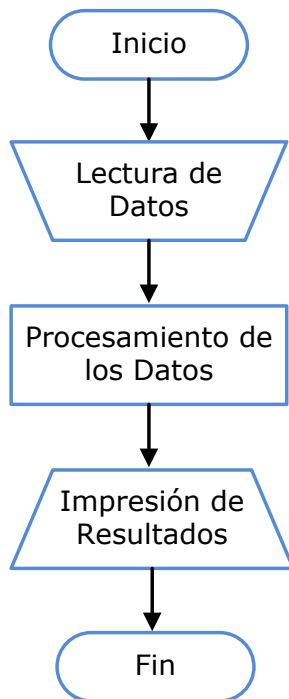 Inicio
Lectura de
Datos
Procesamiento de
los Datos
Impresión de
Resultados
Fin